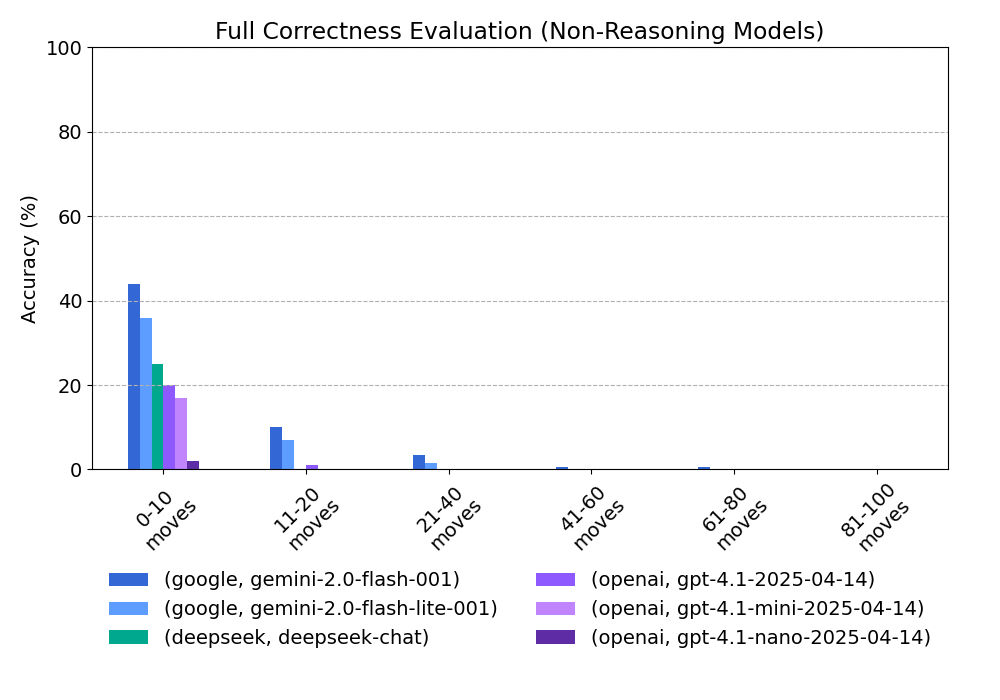 Full Correctness Evaluation (Non-Reasoning Models)
100
80
60
40
20
0
Accuracy (%)
0-10
moves
11-20
moves
21-40
moves
41-60
moves
61-80
moves
81-100
moves
(google, gemini-2.0-flash-001)
(google, gemini-2.0-flash-lite-001)
(deepseek, deepseek-chat)
(openai, gpt-4.1-2025-04-14)
(openai, gpt-4.1-mini-2025-04-14)
(openai, gpt-4.1-nano-2025-04-14)